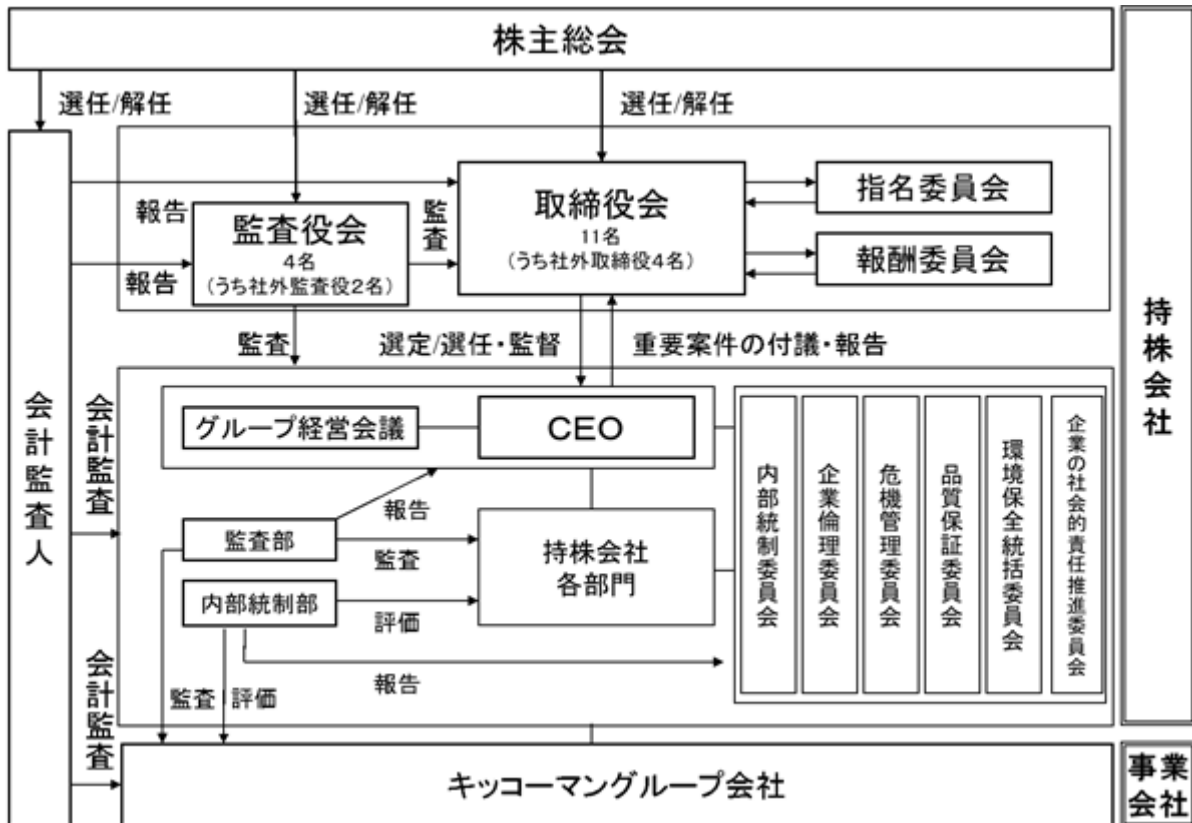 株主総会
選任/解任
選任/解任
選任/解任
報告
報告
監査役会
4名
(うち社外監査役2名)
監査
取締役会
11名
(うち社外取締役4名)
指名委員会
報酬委員会
監査
選定/選任・監督
重要案件の付議・報告
持株会社
会計監査人
会計監査
会計監査
グループ経営会議
CEO
報告
監査部
監査
持株会社
各部門
内部統制部
評価
報告
監査
評価
内部統制委員会
企業倫理委員会
危機管理委員会
品質保証委員会
環境保全統括委員会
企業の社会的責任推進委員会
キッコーマングループ会社
事業
会社